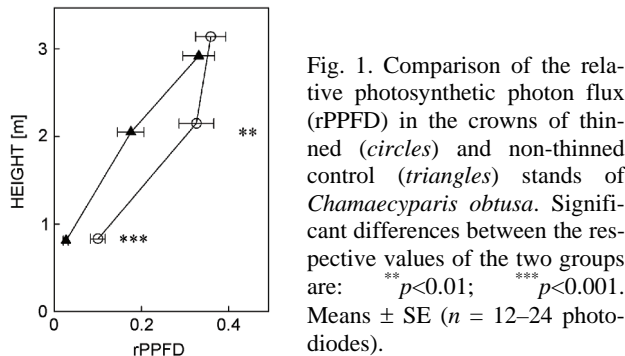 3
2
1
0
HEIGHT [m]
**
***
0
0.2
0.4
rPPFD
Fig. 1. Comparison of the rela-
tive photosynthetic photon flux
(rPPFD) in the crowns of thin-
ned (circles) and non-thinned
control (triangles) stands of
Chamaecyparis obtusa. Signifi-
cant differences between the res-
pective values of the two groups
are: **p<0.01; ***p<0.001.
Means ± SE (n = 12–24 photo-
diodes).